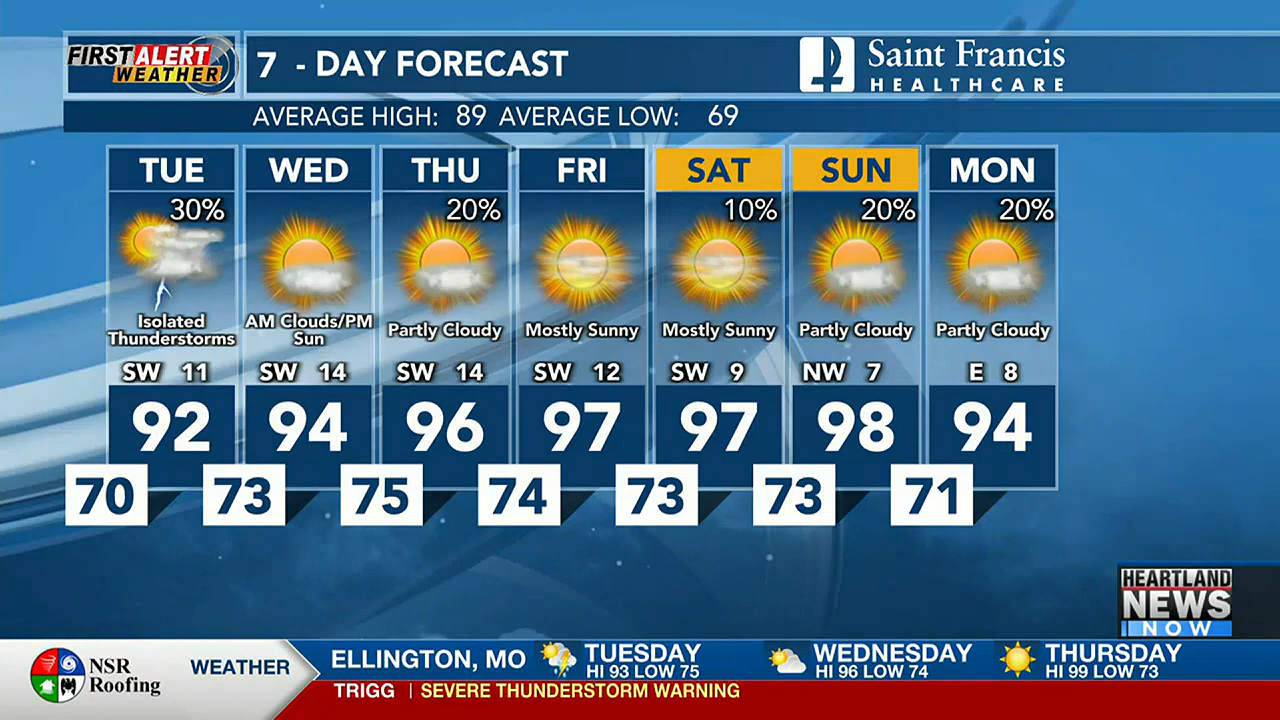 FIRST ALERT
WEATHER
7 - DAY FORECAST
Saint Francis
HEALTHCARE
AVERAGE HIGH: 89 AVERAGE LOW: 69
TUE WED THU FRI SAT SUN MON
30% 20% 10% 20% 20%
Isolated
Thunderstorms
AM Clouds/PM
Sun
Partly Cloudy
Mostly Sunny
Mostly Sunny
Partly Cloudy
Partly Cloudy
SW 11 SW 14 SW 14 SW 12 SW 9 NW 7 E 8
92 94 96 97 97 98 94
70 73 75 74 73 73 71
HEARTLAND
NEWS
NOW
NSR
Roofing
WEATHER
ELLINGTON, MO
TUESDAY
HI 93 LOW 75
WEDNESDAY
HI 96 LOW 74
THURSDAY
HI 99 LOW 73
TRIGG | SEVERE THUNDERSTORM WARNING